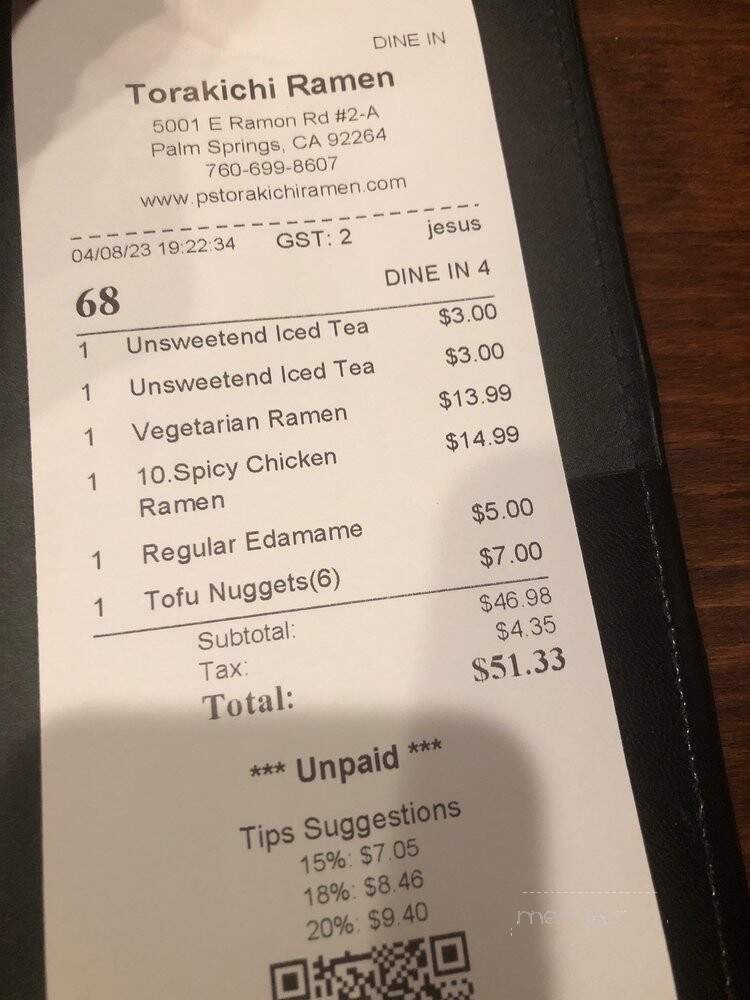 DINE IN
Torakichi Ramen
5001 E Ramon Rd #2-A
Palm Springs, CA 92264
760-699-8607
www.pstorakichiramen.com
04/08/23 19:22:34 GST: 2 jesus
68 DINE IN 4
1 Unsweetend Iced Tea $3.00
1 Unsweetend Iced Tea $3.00
1 Vegetarian Ramen $13.99
1 10.Spicy Chicken $14.99
Ramen
1 Regular Edamame $5.00
1 Tofu Nuggets(6) $7.00
Subtotal: $46.98
Tax: $4.35
Total: $51.33
*** Unpaid ***
Tips Suggestions
15%: $7.05
18%: $8.46
20%: $9.40